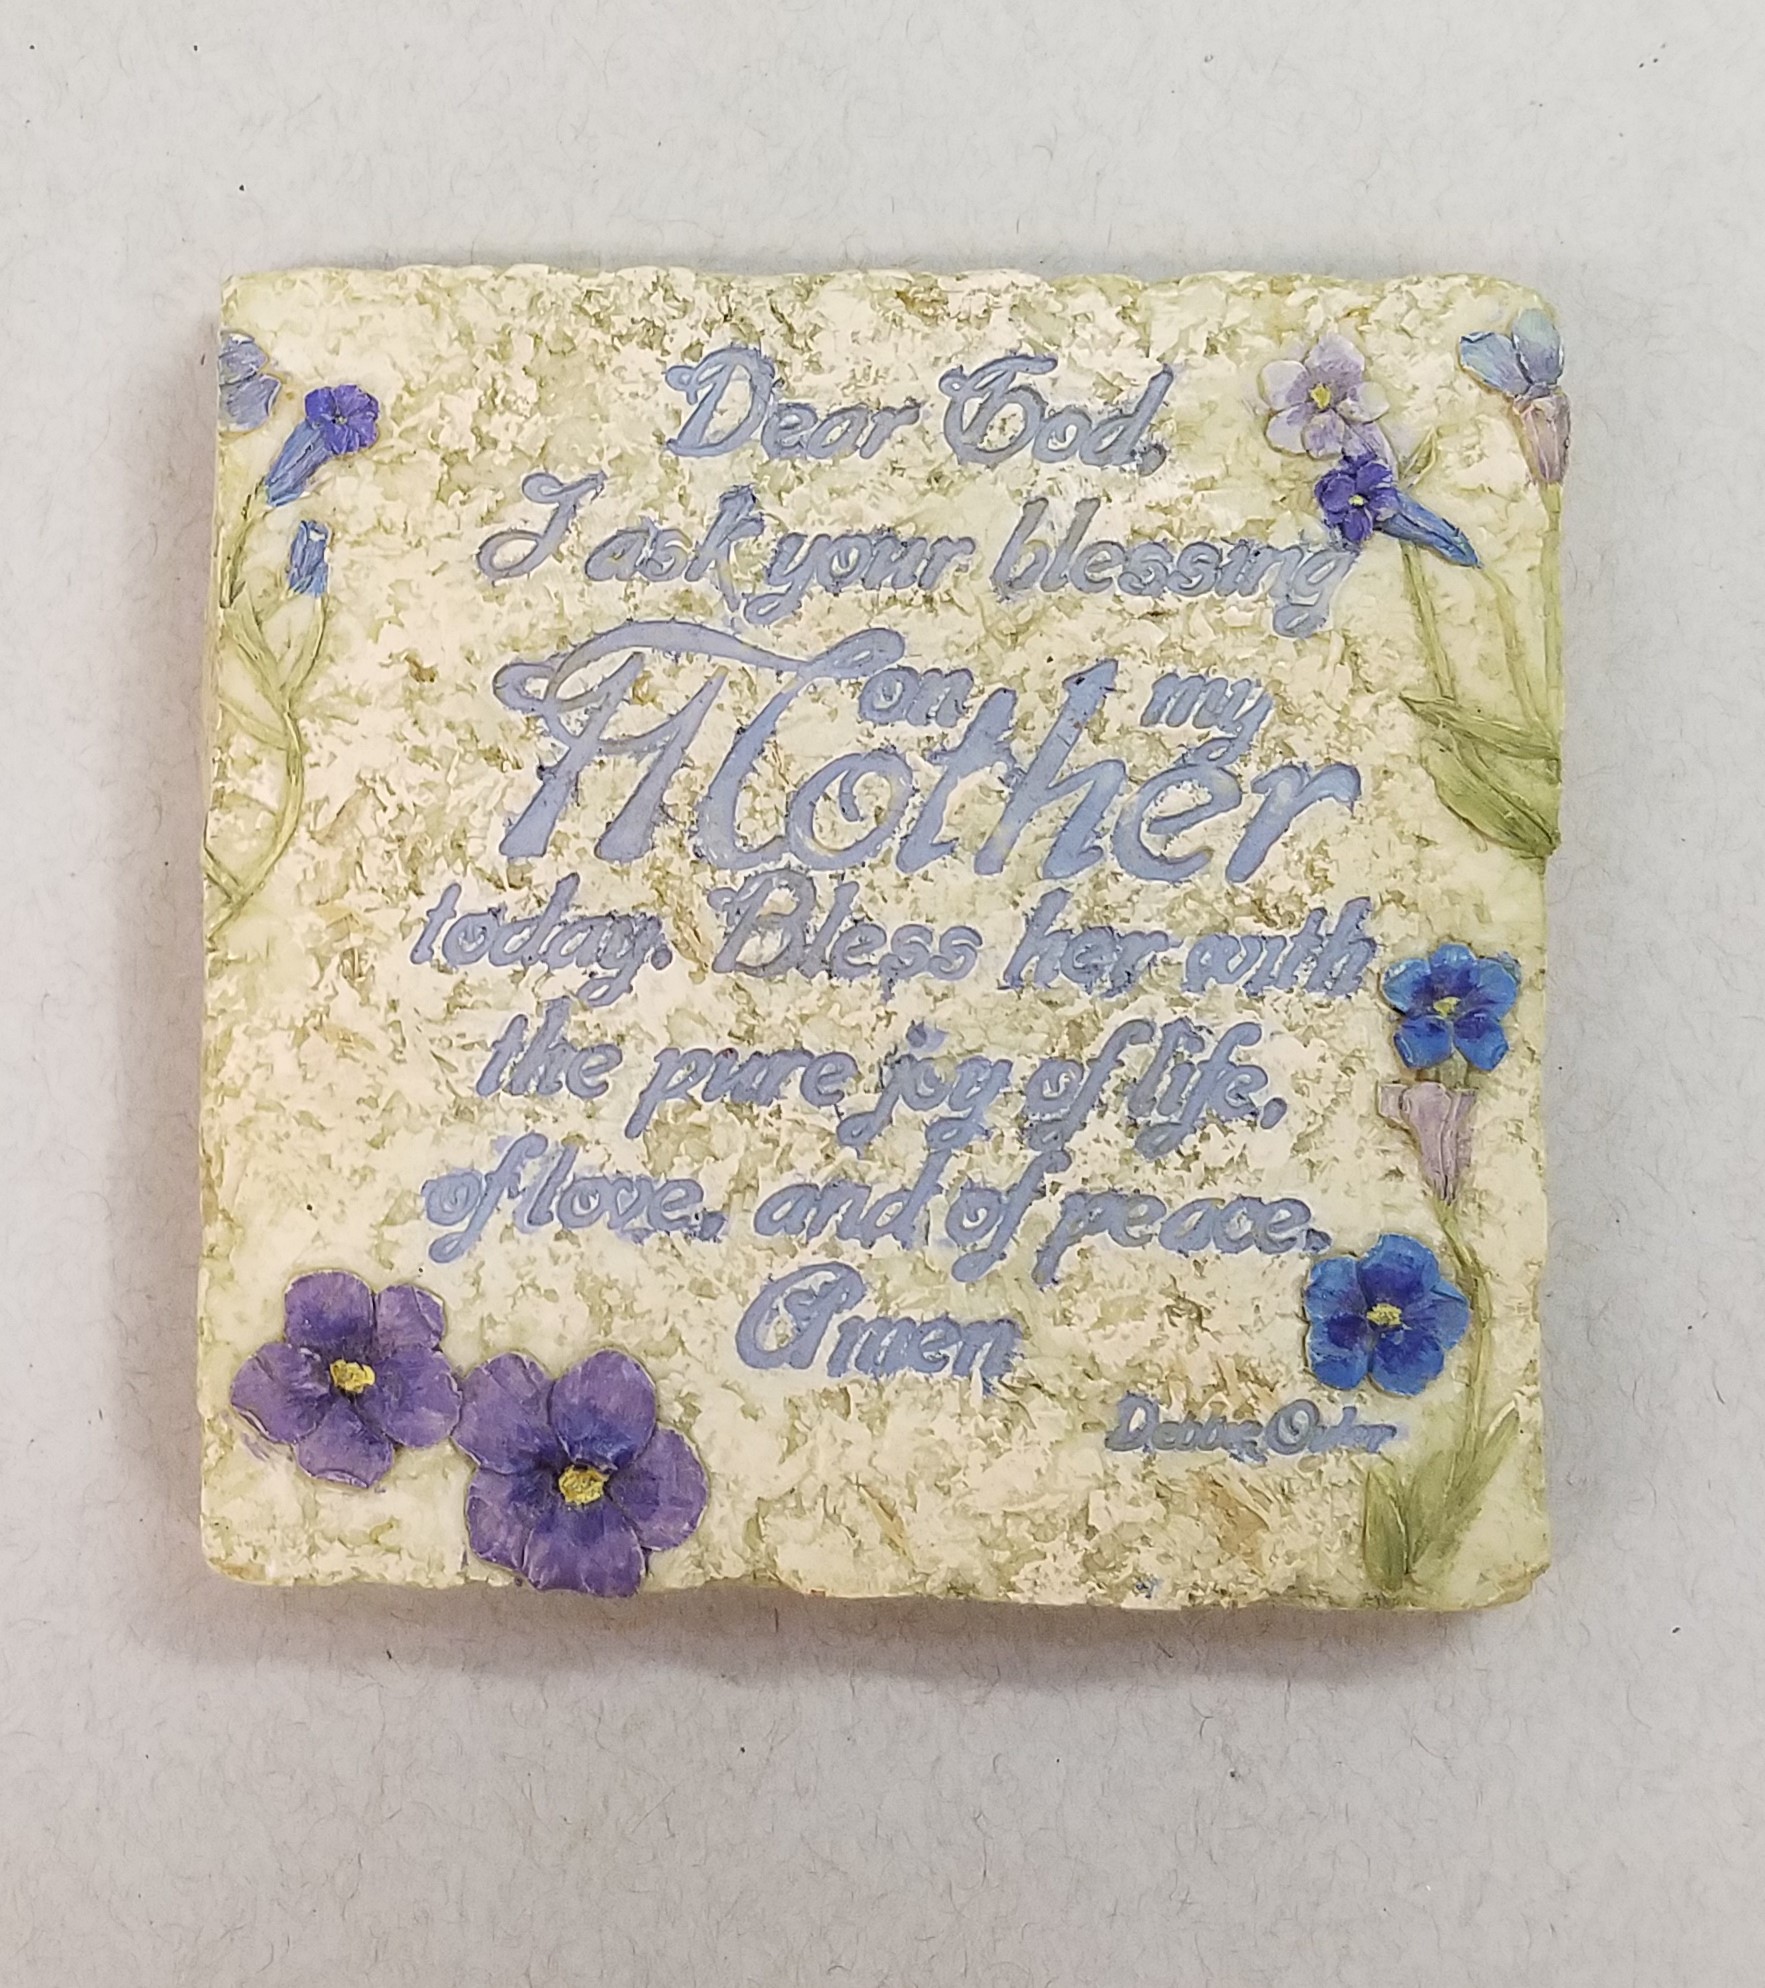 Dear God,
I ask your blessing
on my
Mother
today. Bless her with
the pure joy of life,
of love, and of peace.
Amen
Debbie